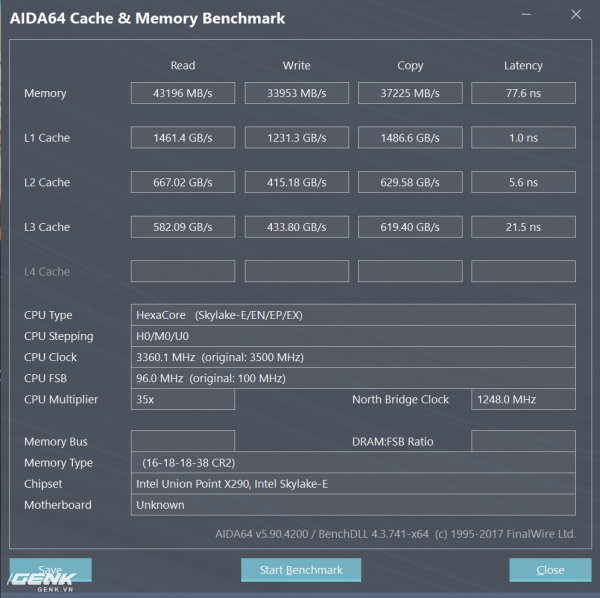 AIDA64 Cache & Memory Benchmark
Read Write Copy Latency
Memory 43196 MB/s 33953 MB/s 37225 MB/s 77.6 ns
L1 Cache 1461.4 GB/s 1231.3 GB/s 1486.6 GB/s 1.0 ns
L2 Cache 667.02 GB/s 415.18 GB/s 629.58 GB/s 5.6 ns
L3 Cache 582.09 GB/s 433.80 GB/s 619.40 GB/s 21.5 ns
L4 Cache
CPU Type HexaCore (Skylake-E/EN/EP/EX)
CPU Stepping H0/M0/U0
CPU Clock 3360.1 MHz (original: 3500 MHz)
CPU FSB 96.0 MHz (original: 100 MHz)
CPU Multiplier 35x North Bridge Clock 1248.0 MHz
Memory Bus DRAM:FSB Ratio
Memory Type (16-18-18-38 CR2)
Chipset Intel Union Point X290, Intel Skylake-E
Motherboard Unknown
AIDA64 v5.90.4200 / BenchDLL 4.3.741-x64 (c) 1995-2017 FinalWire Ltd.
Save Start Benchmark Close
GENK
GENK.VN